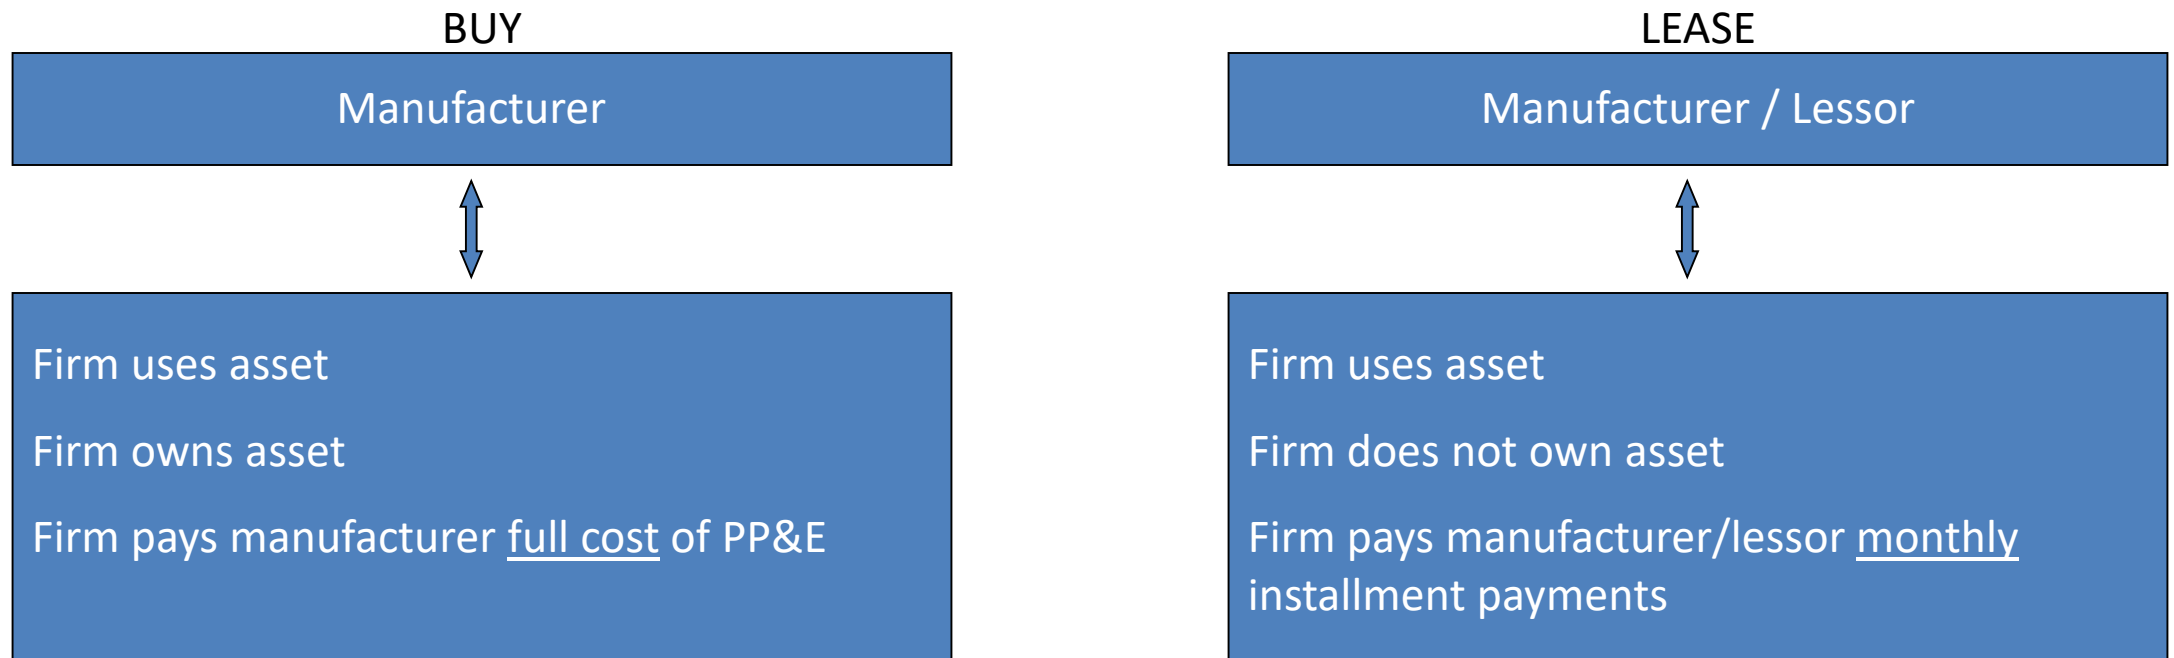 BUY
Manufacturer
Firm uses asset
Firm owns asset
Firm pays manufacturer full cost of PP&E
LEASE
Manufacturer / Lessor
Firm uses asset
Firm does not own asset
Firm pays manufacturer/lessor monthly
installment payments